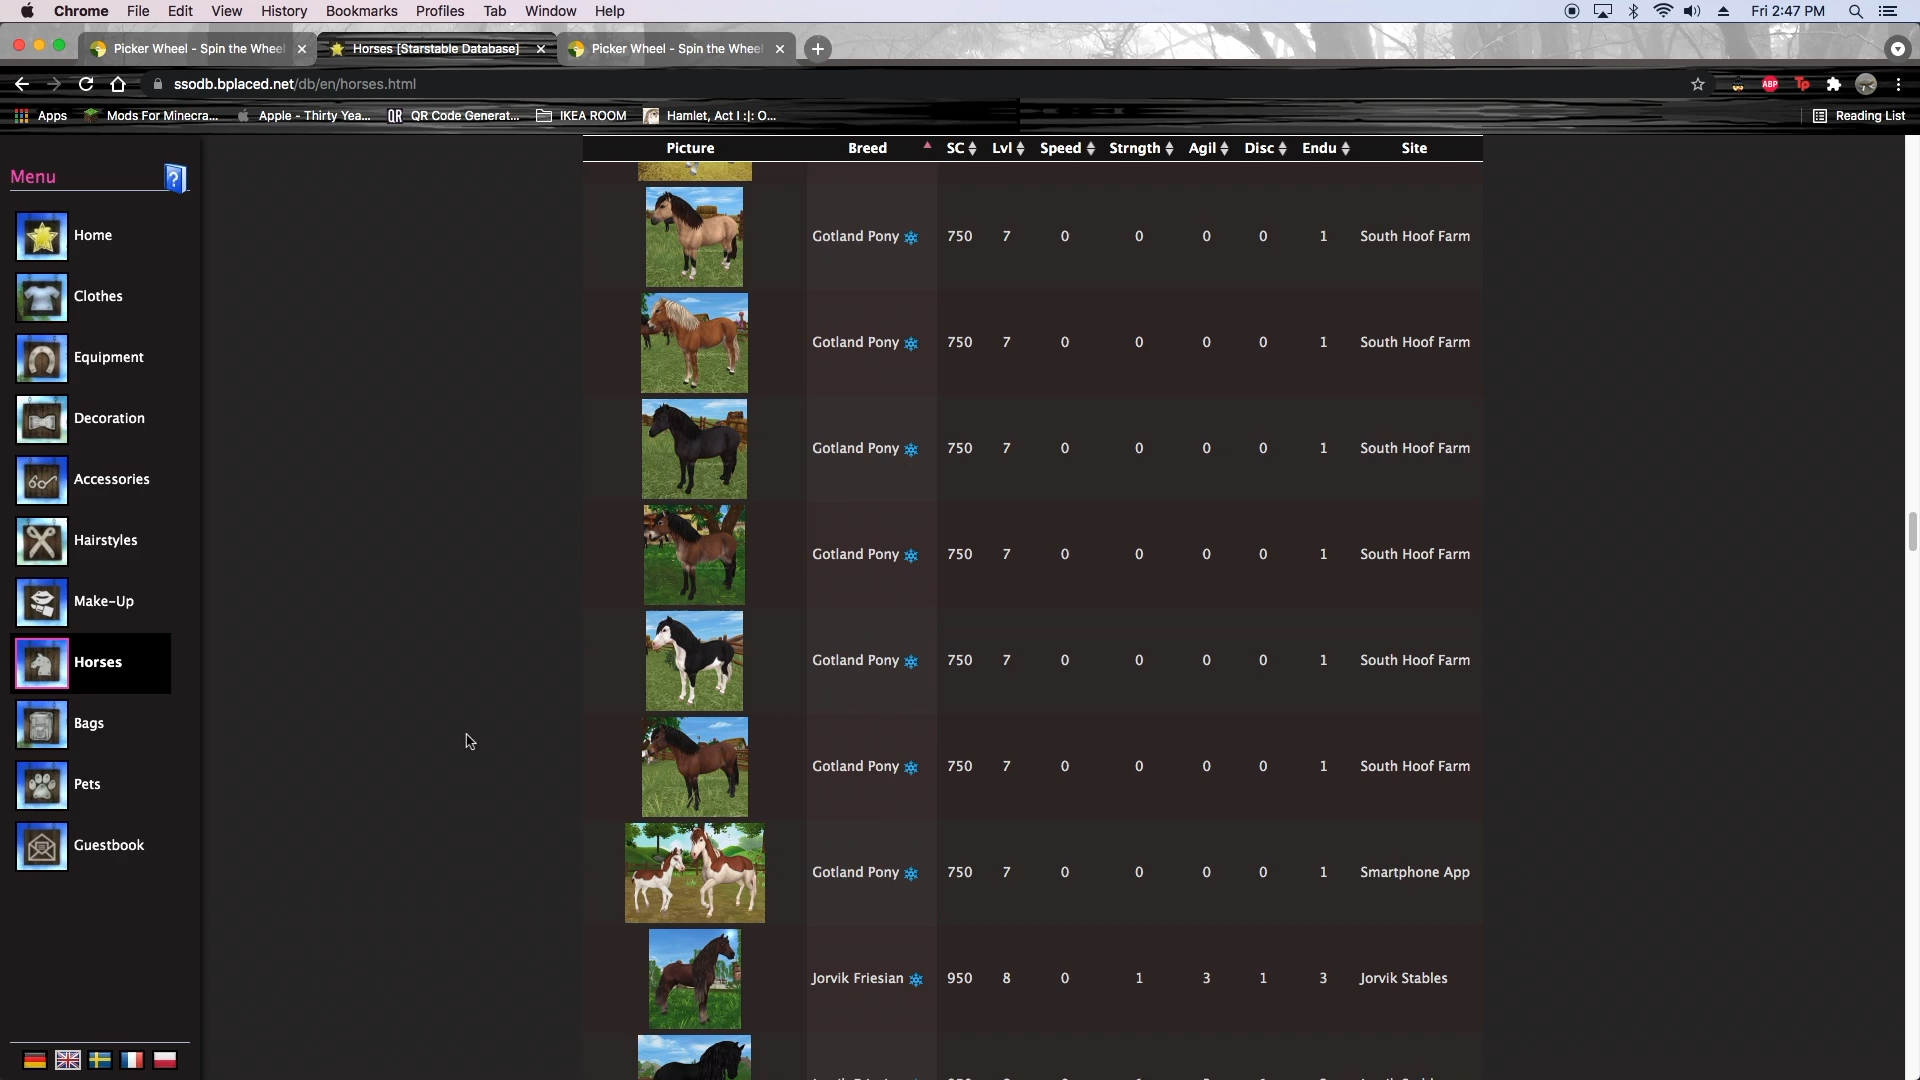 Chrome File Edit View History Bookmarks Profiles Tab Window Help Fri 2:47 PM
Picker Wheel - Spin the Wheel Horses [Starstable Database] Picker Wheel - Spin the Wheel
ssodb.bplaced.net/db/en/horses.html ABP Tp
Apps Mods For Minecra... Apple - Thirty Yea... QR QR Code Generat... IKEA ROOM Hamlet, Act I :|: O... Reading List
Menu
Home
Clothes
Equipment
Decoration
Accessories
Hairstyles
Make-Up
Horses
Bags
Pets
Guestbook
Picture Breed SC Lvl Speed Strngth Agil Disc Endu Site
Gotland Pony 750 7 0 0 0 0 1 South Hoof Farm
Gotland Pony 750 7 0 0 0 0 1 South Hoof Farm
Gotland Pony 750 7 0 0 0 0 1 South Hoof Farm
Gotland Pony 750 7 0 0 0 0 1 South Hoof Farm
Gotland Pony 750 7 0 0 0 0 1 South Hoof Farm
Gotland Pony 750 7 0 0 0 0 1 South Hoof Farm
Gotland Pony 750 7 0 0 0 0 1 Smartphone App
Jorvik Friesian 950 8 0 1 3 1 3 Jorvik Stables